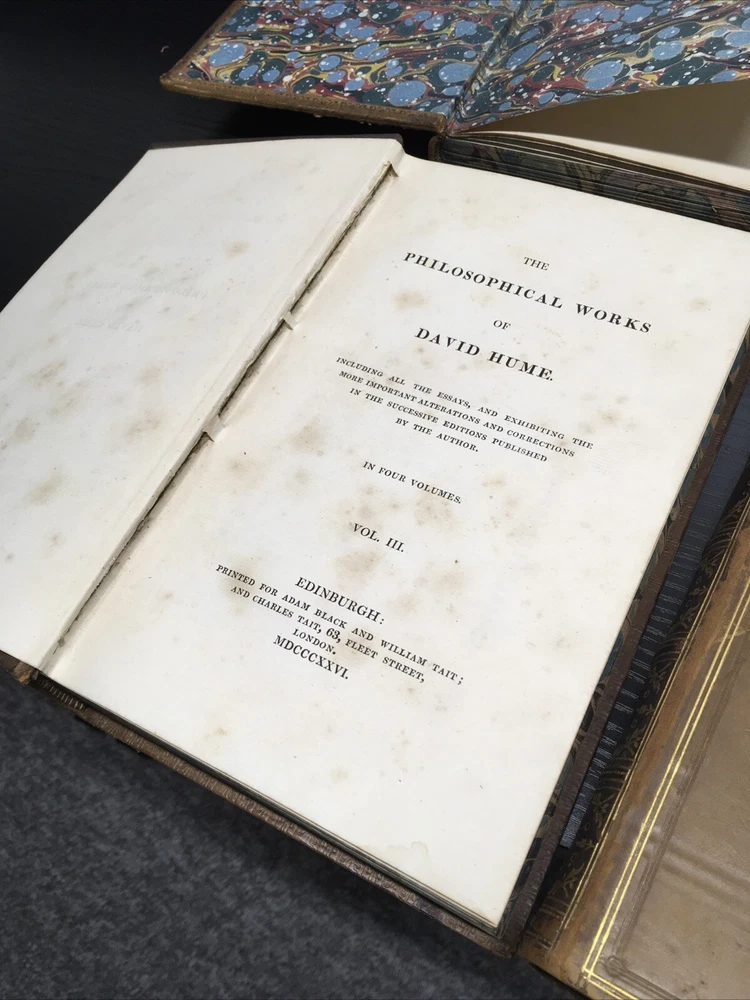 THE
PHILOSOPHICAL WORKS
OF
DAVID HUME.
INCLUDING ALL THE ESSAYS, AND EXHIBITING THE
MORE IMPORTANT ALTERATIONS AND CORRECTIONS
IN THE SUCCESSIVE EDITIONS PUBLISHED
BY THE AUTHOR.
IN FOUR VOLUMES.
VOL. III.
EDINBURGH:
PRINTED FOR ADAM BLACK AND WILLIAM TAIT;
AND CHARLES TAIT, 63, FLEET STREET,
LONDON.
MDCCCXXVI.